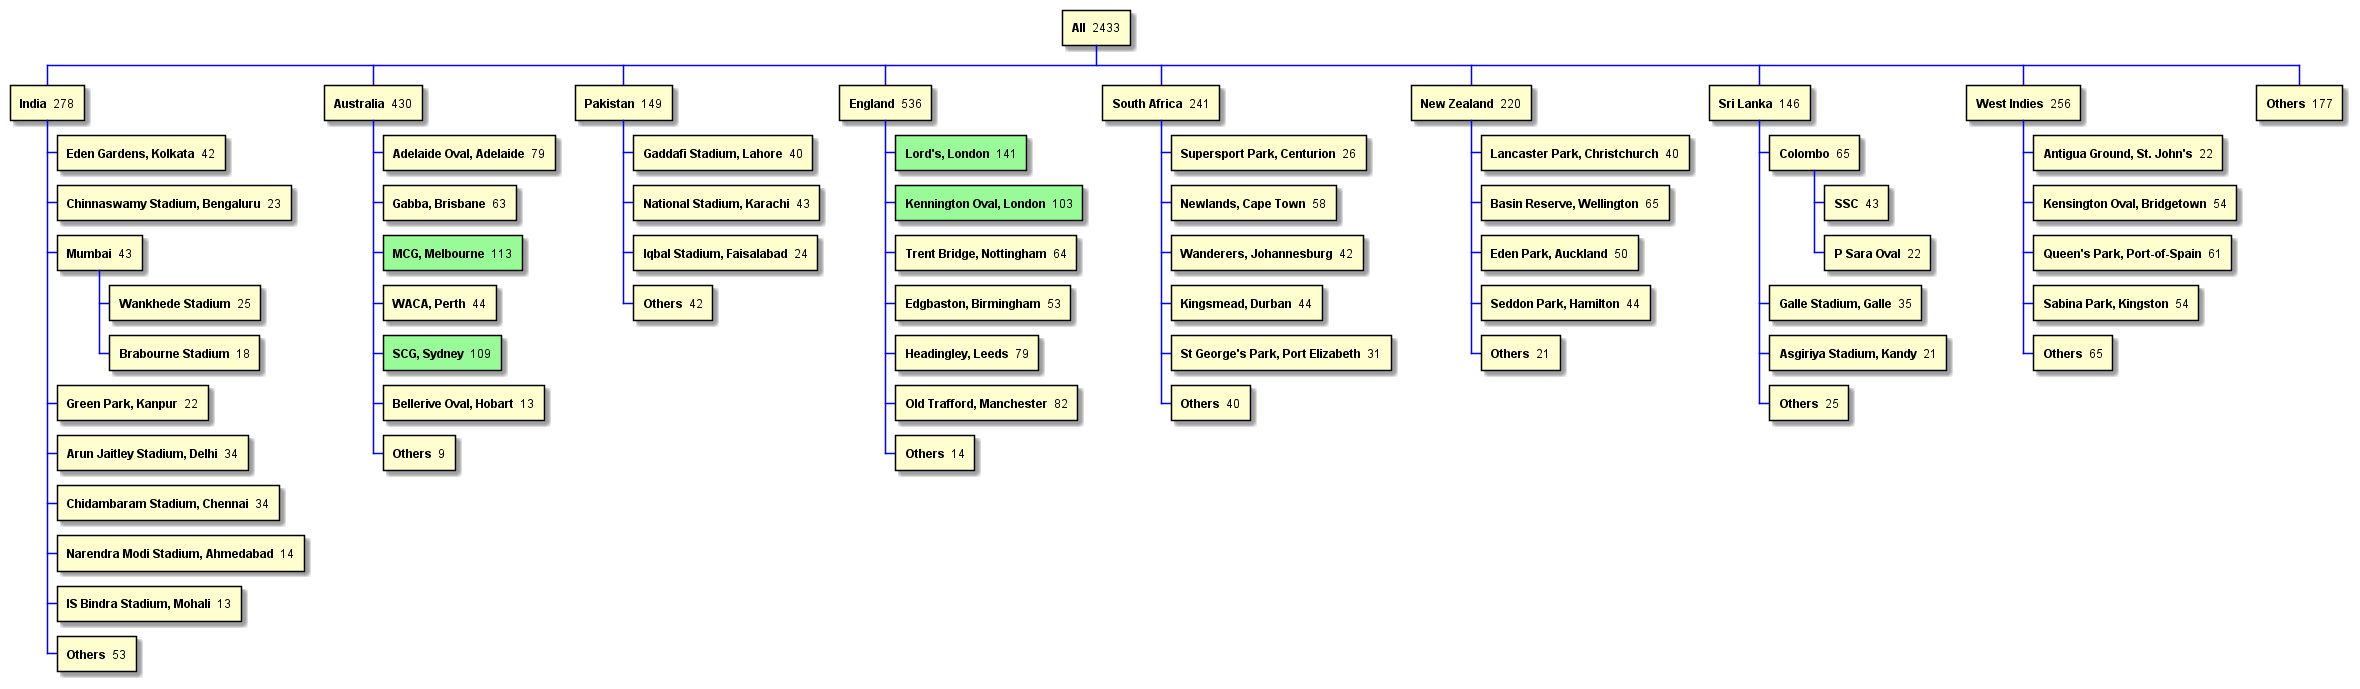 All 2433
India 278
Eden Gardens, Kolkata 42
Chinnaswamy Stadium, Bengaluru 23
Mumbai 43
Wankhede Stadium 25
Brabourne Stadium 18
Green Park, Kanpur 22
Arun Jaitley Stadium, Delhi 34
Chidambaram Stadium, Chennai 34
Narendra Modi Stadium, Ahmedabad 14
IS Bindra Stadium, Mohali 13
Others 53
Australia 430
Adelaide Oval, Adelaide 79
Gabba, Brisbane 63
MCG, Melbourne 113
WACA, Perth 44
SCG, Sydney 109
Bellerive Oval, Hobart 13
Others 9
Pakistan 149
Gaddafi Stadium, Lahore 40
National Stadium, Karachi 43
Iqbal Stadium, Faisalabad 24
Others 42
England 536
Lord's, London 141
Kennington Oval, London 103
Trent Bridge, Nottingham 64
Edgbaston, Birmingham 53
Headingley, Leeds 79
Old Trafford, Manchester 82
Others 14
South Africa 241
Supersport Park, Centurion 26
Newlands, Cape Town 58
Wanderers, Johannesburg 42
Kingsmead, Durban 44
St George's Park, Port Elizabeth 31
Others 40
New Zealand 220
Lancaster Park, Christchurch 40
Basin Reserve, Wellington 65
Eden Park, Auckland 50
Seddon Park, Hamilton 44
Others 21
Sri Lanka 146
Colombo 65
SSC 43
P Sara Oval 22
Galle Stadium, Galle 35
Asgiriya Stadium, Kandy 21
Others 25
West Indies 256
Antigua Ground, St. John's 22
Kensington Oval, Bridgetown 54
Queen's Park, Port-of-Spain 61
Sabina Park, Kingston 54
Others 65
Others 177